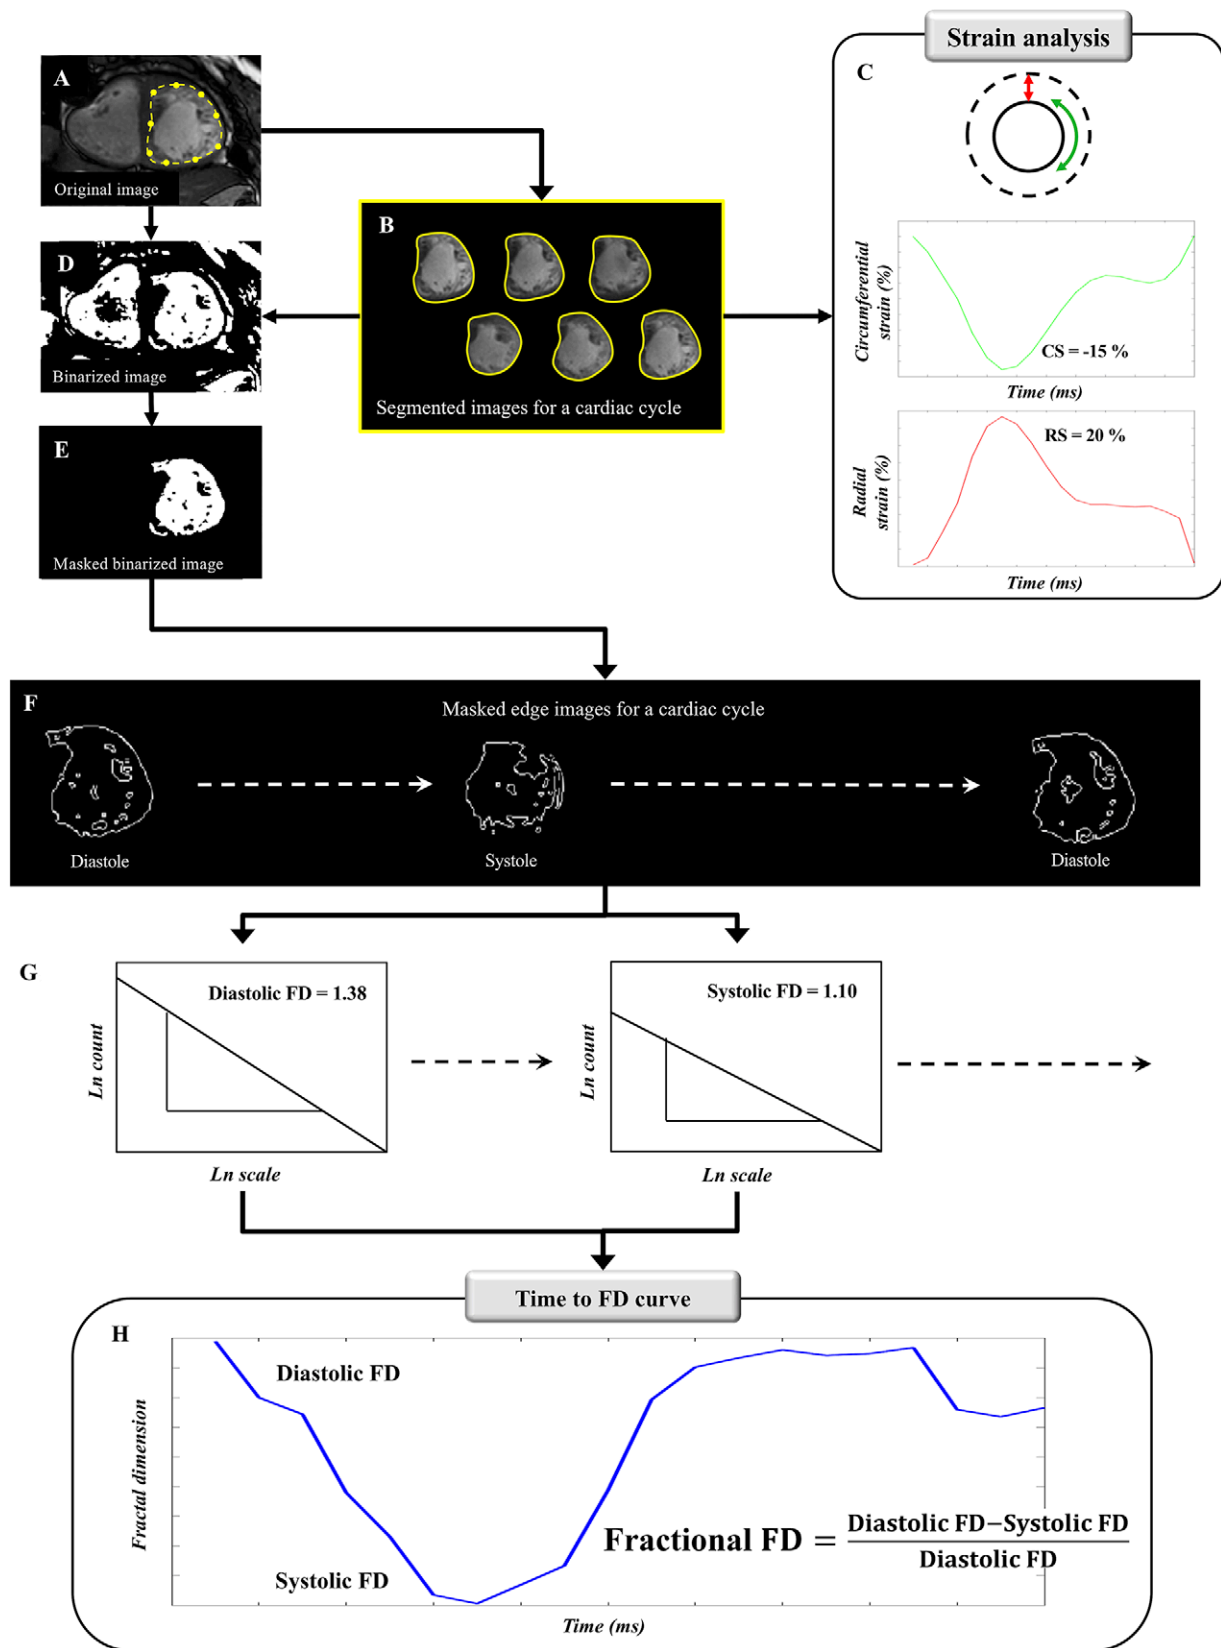 Strain analysis
A
Original image
C
B
Segmented images for a cardiac cycle
Circumferential
strain (%)
CS = -15 %
Time (ms)
RS = 20 %
Radial
strain (%)
Time (ms)
D
Binarized image
E
Masked binarized image
F
Masked edge images for a cardiac cycle
Diastole
Systole
Diastole
G
Diastolic FD = 1.38
Ln count
Ln scale
Systolic FD = 1.10
Ln count
Ln scale
Time to FD curve
H
Diastolic FD
Fractal dimension
Systolic FD
Fractional FD = Diastolic FD−Systolic FD
Diastolic FD
Time (ms)